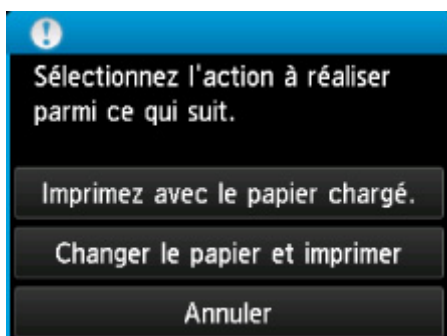 Sélectionnez l'action à réaliser
parmi ce qui suit.
Imprimez avec le papier chargé.
Changer le papier et imprimer
Annuler